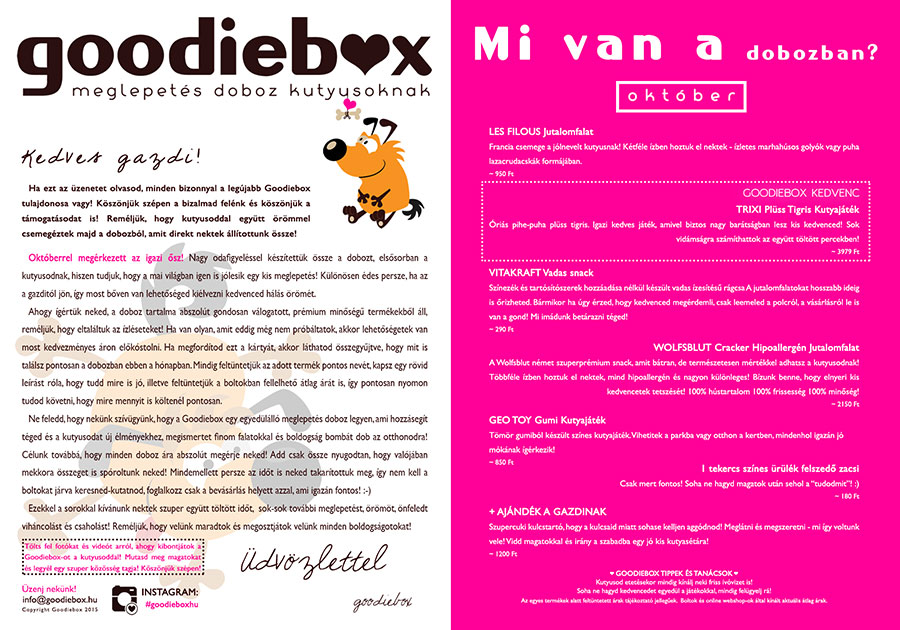 goodiebox
meglepetés doboz kutyusoknak
Kedves gazdi!
Ha ezt az üzenetet olvasod, minden bizonnyal a legújabb Goodiebox
tulajdonosa vagy! Köszönjük szépen a bizalmad felénk és köszönjük a
támogatásodat is! Reméljük, hogy kutyusoddal együtt örömmel
csemegéztek majd a dobozból, amit direkt nektek állítottunk össze!
Októberrel megérkezett az igazi ősz! Nagy odafigyeléssel készítettük össze a dobozt, elsősorban a
kutyusodnak, hiszen tudjuk, hogy a mai világban igen is jólesik egy kis meglepetés! Különösen édes persze, ha az
a gazditól jön, így most bőven van lehetőséged kiélvezni kedvenced hálás örömét.
Ahogy ígértük neked, a doboz tartalma abszolút gondosan válogatott, prémium minőségű termékekből áll,
reméljük, hogy eltaláltuk az ízléseteket! Ha van olyan, amit eddig még nem próbáltatok, akkor lehetőségetek van
most kedvezményes áron előkóstolni. Ha megfordítod ezt a kártyát, akkor láthatod összegyűjtve, hogy mit is
találsz pontosan a dobozban ebben a hónapban. Mindig feltüntetjük az adott termék pontos nevét, kapsz egy rövid
leírást róla, hogy tudd mire is jó, illetve feltüntetjük a boltokban fellelhető átlag árát is, így pontosan nyomon
tudod követni, hogy mire mennyit is költenél pontosan.
Ne feledd, hogy nekünk szívügyünk, hogy a Goodiebox egy egyedülálló meglepetés doboz legyen, ami hozzásegít
téged és a kutyusodat új élményekhez, megismertet finom falatokkal és boldogság bombát dob az otthonodra!
Célunk továbbá, hogy minden doboz ára abszolút megérje neked! Add csak össze nyugodtan, hogy valójában
mekkora összeget is spóroltunk neked! Mindemellett persze az időt is neked takarítottuk meg, így nem kell a
boltokat járva keresned-kutatnod, foglalkozz csak a bevásárlás helyett azzal, ami igazán fontos! :-)
Ezekkel a sorokkal kívánunk nektek szuper együtt töltött időt, sok-sok további meglepetést, örömöt, önfeledt
viháncolást és csaholást! Reméljük, hogy velünk maradtok és megosztjátok velünk minden boldogságotokat!
Tölts fel fotókat és videót arról, ahogy kibontjátok a
Goodiebox-ot a kutyusoddal! Mutasd meg magatokat
és legyél egy szuper közösség tagja! Köszönjük szépen!
Üdvözlettel
goodiebox
Üzenj nekünk!
info@goodiebox.hu
Copyright Goodiebox 2015
INSTAGRAM:
#goodieboxhu
Mi van a dobozban?
október
LES FILOUS Jutalomfalat
Francia csemege a jólnevelt kutyusnak! Kétféle ízben hoztuk el nektek - ízletes marhahúsos golyók vagy puha
lazacrudacskák formájában.
~ 950 Ft
GOODIEBOX KEDVENC
TRIXI Plüss Tigris Kutyajáték
Óriás pihe-puha plüss tigris. Igazi kedves játék, amivel biztos nagy barátságban lesz kis kedvenced! Sok
vidámságra számíthattok az együtt töltött percekben!
~ 3979 Ft
VITAKRAFT Vadas snack
Színezék és tartósítószerek hozzáadása nélkül készült vadas ízesítésű rágcsa A jutalomfalatokat hosszabb ideig
is őrizheted. Bármikor ha úgy érzed, hogy kedvenced megérdemli, csak leemeled a polcról, a vásárlásról le is
van a gond! Mi imádunk betárazni téged!
~ 290 Ft
WOLFSBLUT Cracker Hipoallergén Jutalomfalat
A Wolfsblut német szuperprémium snack, amit bátran, de természetesen mértékkel adhatsz a kutyusodnak!
Többféle ízben hoztuk el nektek, mind hipoallergén és nagyon különleges! Bízunk benne, hogy elnyeri kis
kedvencetek tetszését! 100% hústartalom 100% frissesség 100% minőség!
~ 2150 Ft
GEO TOY Gumi Kutyajáték
Tömör gumiból készült színes kutyajáték. Vihetitek a parkba vagy otthon a kertben, mindenhol igazán jó
mókának ígérkezik!
~ 850 Ft
1 tekercs színes ürülék felszedő zacsi
Csak mert fontos! Soha ne hagyd magatok után sehol a "tudodmit"! :)
~ 180 Ft
+ AJÁNDÉK A GAZDINAK
Szupercuki kulcstartó, hogy a kulcsaid miatt sohase kelljen aggódnod! Meglátni és megszeretni - mi így voltunk
vele! Vidd magatokkal és irány a szabadba egy jó kis kutyasétára!
~ 1200 Ft
♥ GOODIEBOX TIPPEK ÉS TANÁCSOK ♥
Kutyusod etetésekor mindig kínálj neki friss ivóvizet is!
Soha ne hagyd kedvencedet egyedül a játékokkal, mindig felügyelj rá!
Az egyes termékek alatt feltüntetett árak tájékoztató jellegűek. Boltok és online webshop-ok által kínált aktuális átlag árak.